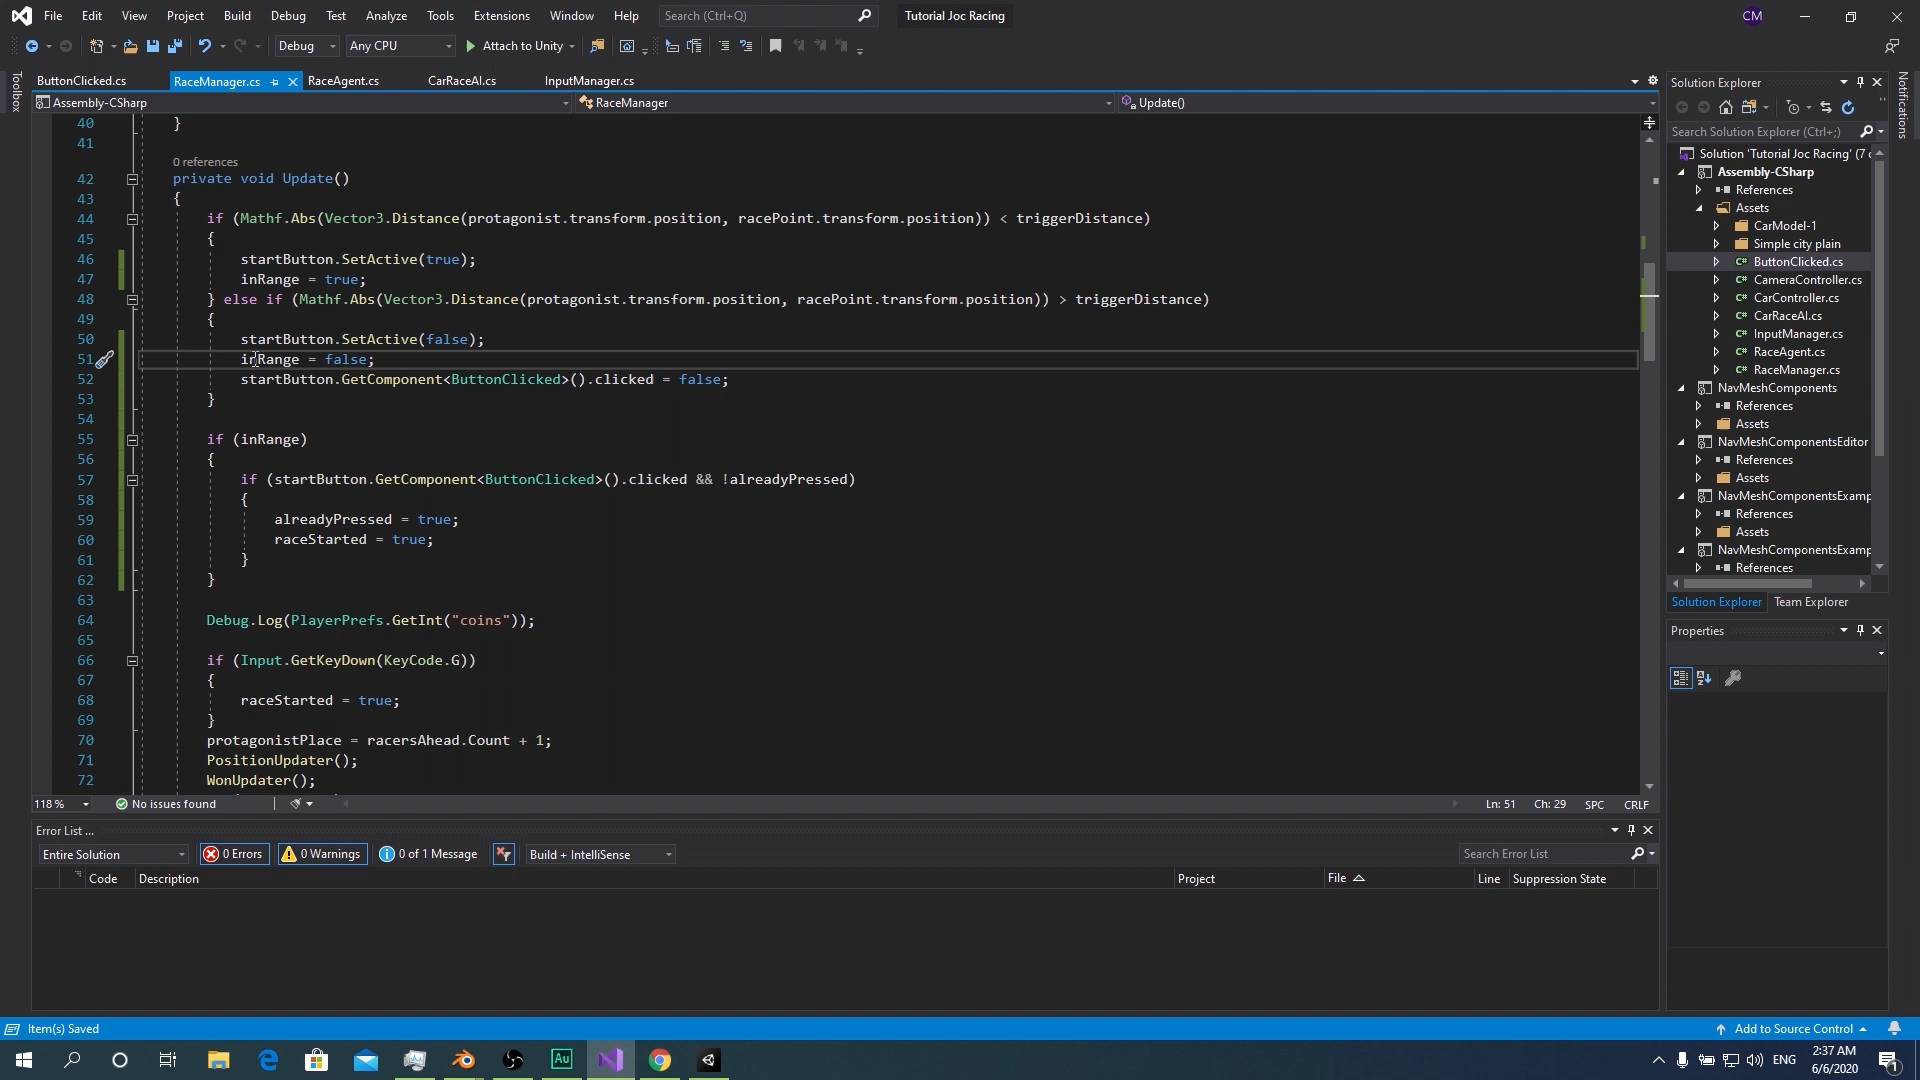 File Edit View Project Build Debug Test Analyze Tools Extensions Window Help Search (Ctrl+Q) Tutorial Joc Racing CM
Debug Any CPU Attach to Unity
Toolbox
ButtonClicked.cs RaceManager.cs RaceAgent.cs CarRaceAI.cs InputManager.cs
Assembly-CSharp RaceManager Update()
40 }
41
0 references
42 private void Update()
43 {
44 if (Mathf.Abs(Vector3.Distance(protagonist.transform.position, racePoint.transform.position)) < triggerDistance)
45 {
46 startButton.SetActive(true);
47 inRange = true;
48 } else if (Mathf.Abs(Vector3.Distance(protagonist.transform.position, racePoint.transform.position)) > triggerDistance)
49 {
50 startButton.SetActive(false);
51 inRange = false;
52 startButton.GetComponent<ButtonClicked>().clicked = false;
53 }
54
55 if (inRange)
56 {
57 if (startButton.GetComponent<ButtonClicked>().clicked && !alreadyPressed)
58 {
59 alreadyPressed = true;
60 raceStarted = true;
61 }
62 }
63
64 Debug.Log(PlayerPrefs.GetInt("coins"));
65
66 if (Input.GetKeyDown(KeyCode.G))
67 {
68 raceStarted = true;
69 }
70 protagonistPlace = racersAhead.Count + 1;
71 PositionUpdater();
72 WonUpdater();
118 % No issues found Ln: 51 Ch: 29 SPC CRLF
Error List ...
Entire Solution 0 Errors 0 Warnings 0 of 1 Message Build + IntelliSense Search Error List
Code Description Project File Line Suppression State
Solution Explorer
Search Solution Explorer (Ctrl+;)
Solution 'Tutorial Joc Racing' (7 c
Assembly-CSharp
References
Assets
CarModel-1
Simple city plain
C# ButtonClicked.cs
C# CameraController.cs
C# CarController.cs
C# CarRaceAI.cs
C# InputManager.cs
C# RaceAgent.cs
C# RaceManager.cs
NavMeshComponents
References
Assets
NavMeshComponentsEditor
References
Assets
NavMeshComponentsExamp
References
Assets
NavMeshComponentsExamp
References
Solution Explorer Team Explorer
Properties
Notifications
Item(s) Saved Add to Source Control
Au ENG 2:37 AM
6/6/2020 1